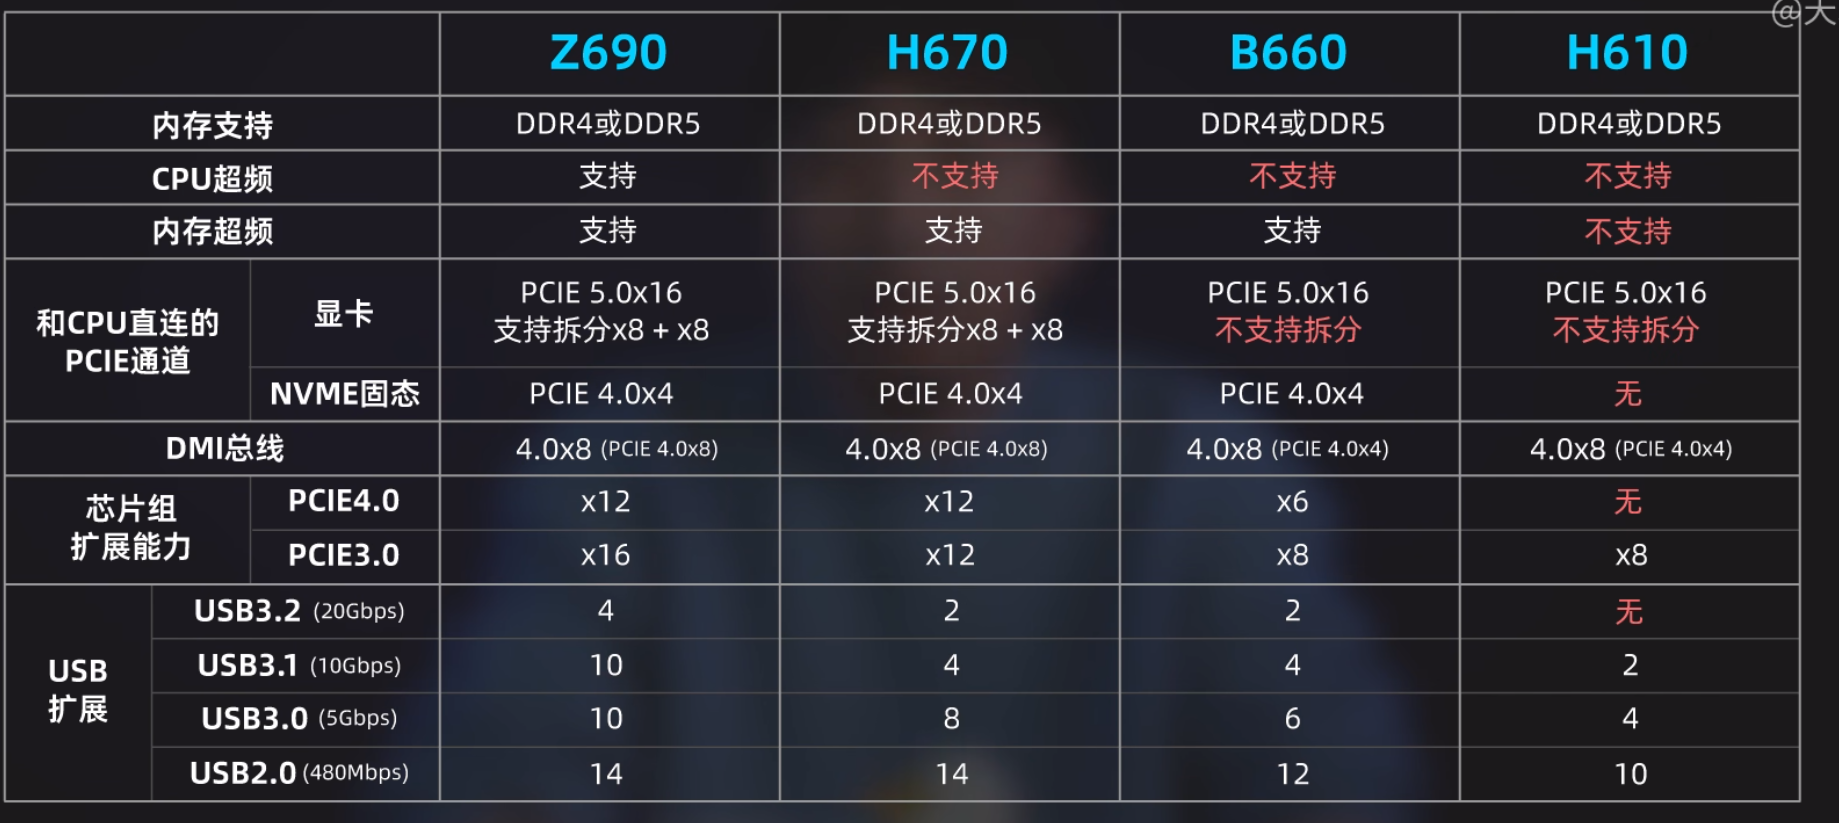 @天
Z690 H670 B660 H610
内存支持 DDR4或DDR5 DDR4或DDR5 DDR4或DDR5 DDR4或DDR5
CPU超频 支持 不支持 不支持 不支持
内存超频 支持 支持 支持 不支持
和CPU直连的
PCIE通道
显卡
PCIE 5.0x16 PCIE 5.0x16 PCIE 5.0x16 PCIE 5.0x16
支持拆分x8 + x8 支持拆分x8 + x8 不支持拆分 不支持拆分
NVME固态 PCIE 4.0x4 PCIE 4.0x4 PCIE 4.0x4 无
DMI总线 4.0x8 (PCIE 4.0x8) 4.0x8 (PCIE 4.0x8) 4.0x8 (PCIE 4.0x4) 4.0x8 (PCIE 4.0x4)
芯片组
扩展能力
PCIE4.0 x12 x12 x6 无
PCIE3.0 x16 x12 x8 x8
USB
扩展
USB3.2 (20Gbps) 4 2 2 无
USB3.1 (10Gbps) 10 4 4 2
USB3.0 (5Gbps) 10 8 6 4
USB2.0 (480Mbps) 14 14 12 10